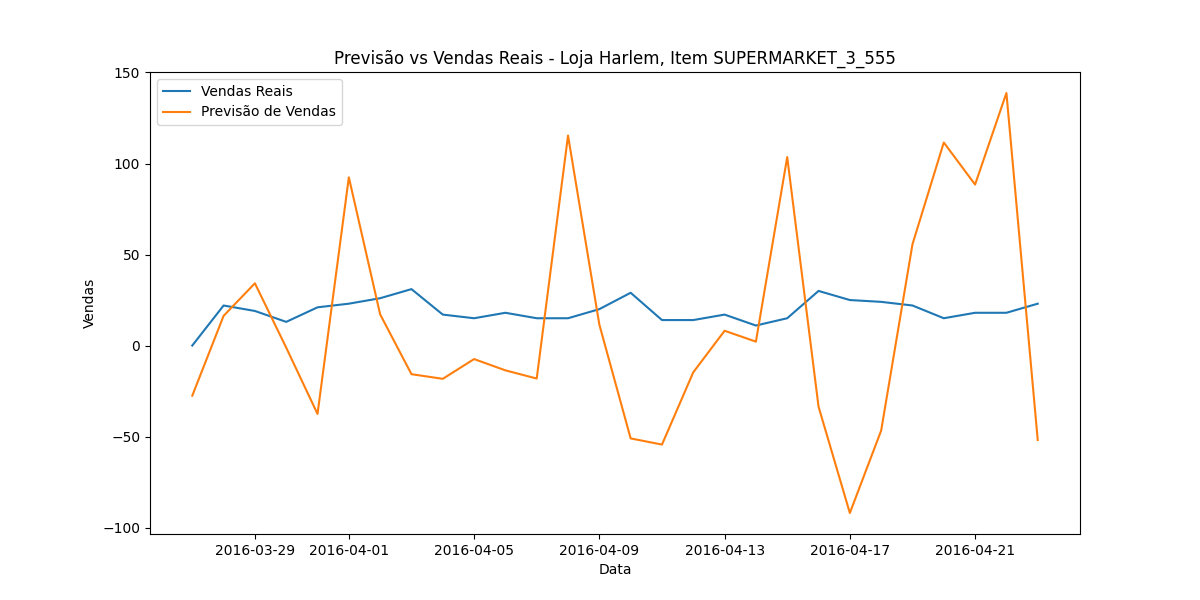 Previsão vs Vendas Reais - Loja Harlem, Item SUPERMARKET_3_555
Vendas Reais
Previsão de Vendas
150
100
50
0
−50
−100
Vendas
2016-03-29 2016-04-01 2016-04-05 2016-04-09 2016-04-13 2016-04-17 2016-04-21
Data